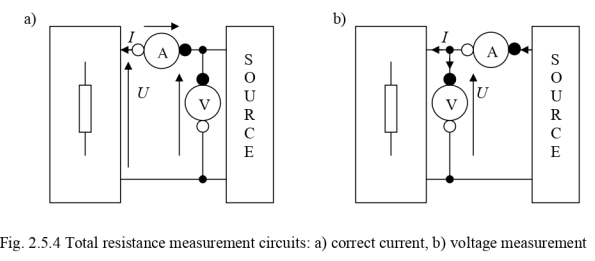 a)
I
A
U
V
S
O
U
R
C
E
b)
I
A
U
V
S
O
U
R
C
E
Fig. 2.5.4 Total resistance measurement circuits: a) correct current, b) voltage measurement